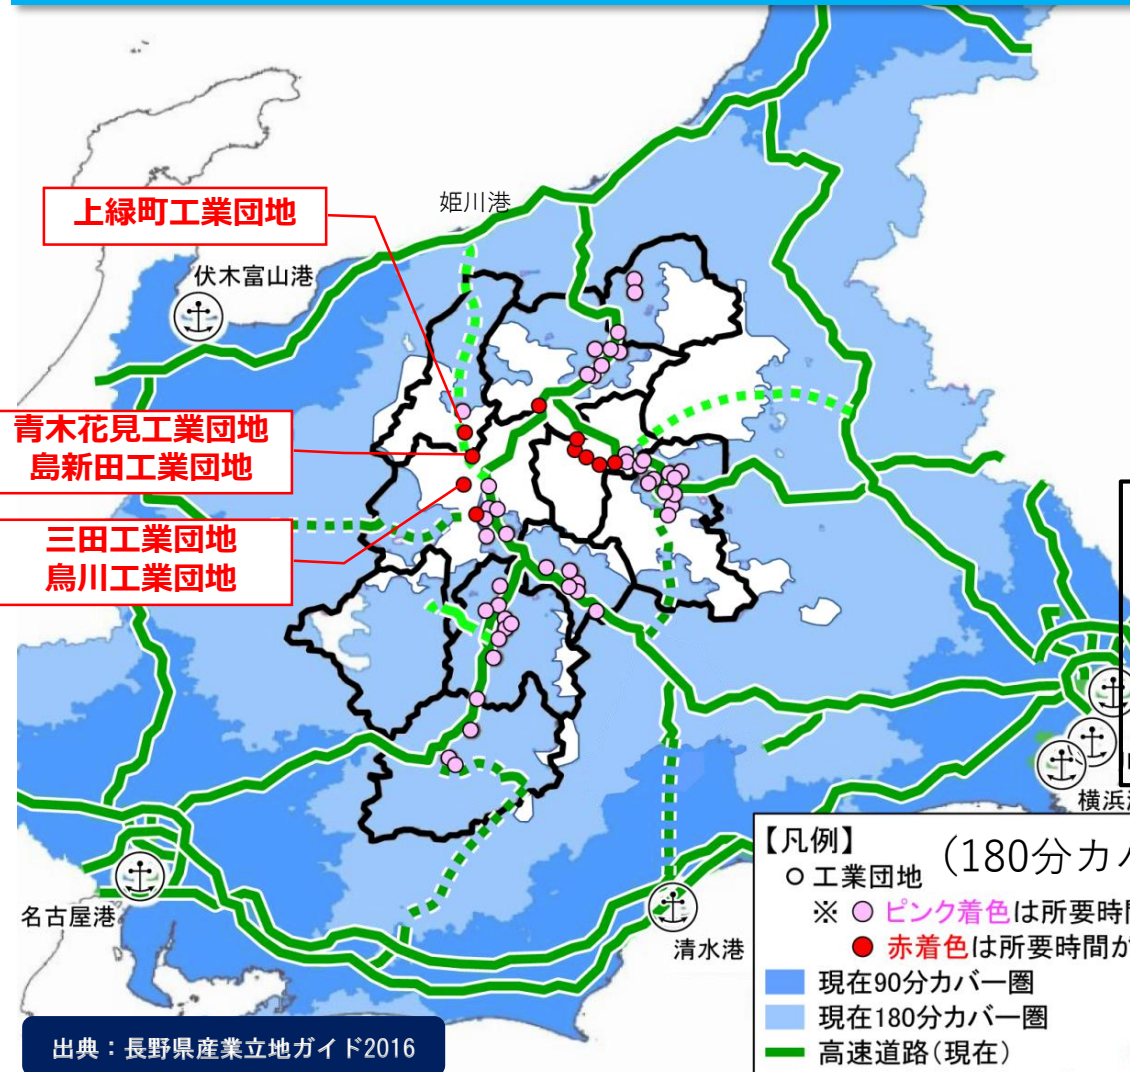 姫川港
上緑町工業団地
伏木富山港
青木花見工業団地
島新田工業団地
三田工業団地
烏川工業団地
横浜
名古屋港
清水港
【凡例】
(180分カバ
工業団地
※ ピンク着色は所要時
赤着色は所要時間が
現在90分カバー圏
現在180分カバー圏
高速道路(現在)
出典：長野県産業立地ガイド2016